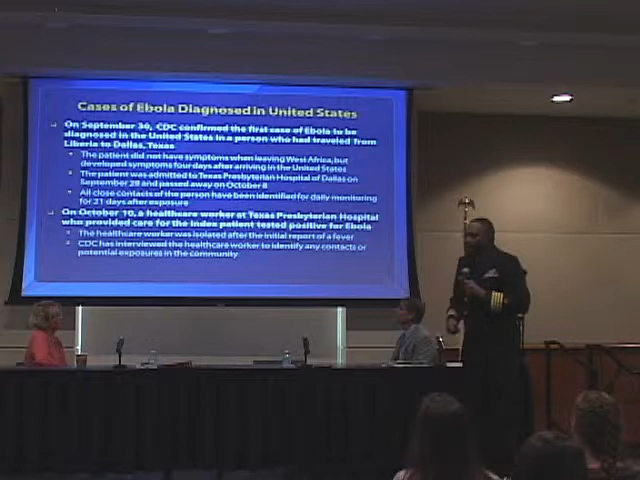 Cases of Ebola Diagnosed in United States
On September 30, CDC confirmed the first case of Ebola to be
diagnosed in the United States in a person who had traveled from
Liberia to Dallas, Texas
The patient did not have symptoms when leaving West Africa, but
developed symptoms four days after arriving in the United States
The patient was admitted to Texas Presbyterian Hospital of Dallas on
September 28 and passed away on October 8
All close contacts of the person have been identified for daily monitoring
for 21 days after exposure
On October 10, a healthcare worker at Texas Presbyterian Hospital
who provided care for the index patient tested positive for Ebola
The healthcare worker was isolated after the initial report of a fever
CDC has interviewed the healthcare worker to identify any contacts or
potential exposures in the community